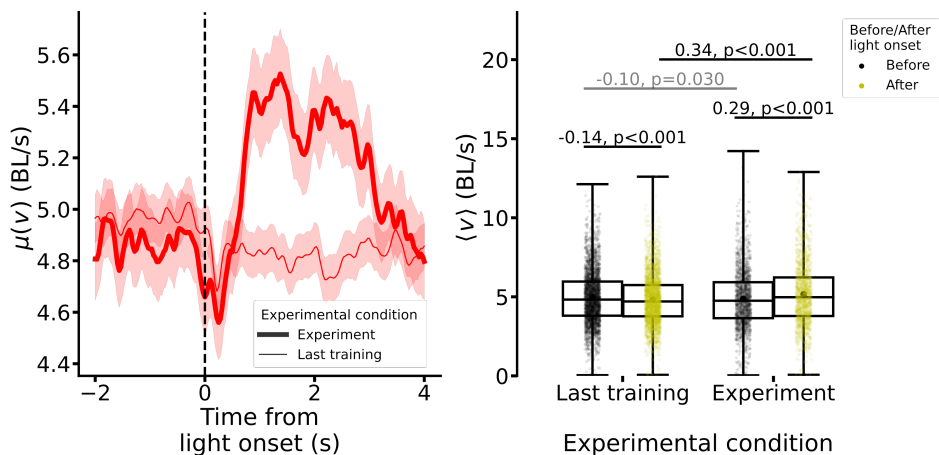 μ(v) (BL/s)
5.6
5.4
5.2
5.0
4.8
4.6
4.4
−2
0
2
4
Time from
light onset (s)
Experimental condition
Experiment
Last training
⟨v⟩ (BL/s)
20
15
10
5
0
0.34, p<0.001
-0.10, p=0.030
0.29, p<0.001
-0.14, p<0.001
Last training
Experiment
Experimental condition
Before/After
light onset
Before
After